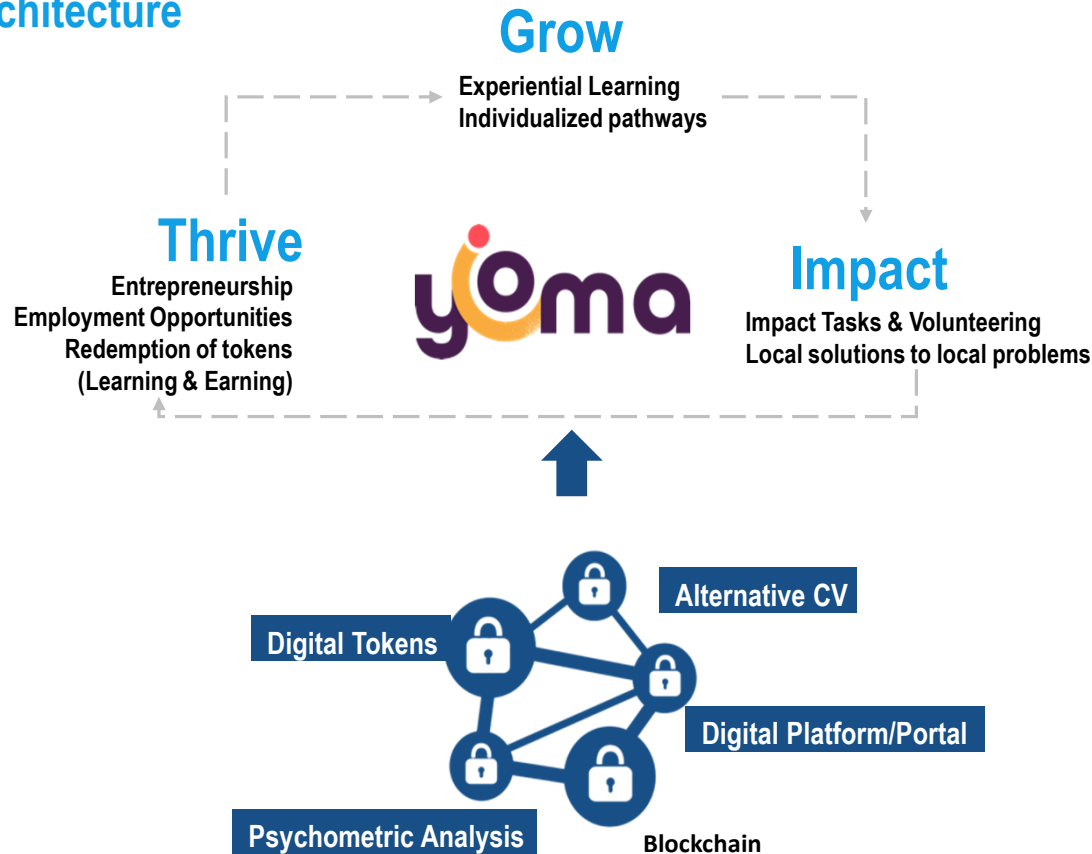 chitecture
Grow
Experiential Learning
Individualized pathways
Thrive
Entrepreneurship
Employment Opportunities
Redemption of tokens
(Learning & Earning)
yoma
Impact
Impact Tasks & Volunteering
Local solutions to local problems
Alternative CV
Digital Tokens
Digital Platform/Portal
Psychometric Analysis
Blockchain